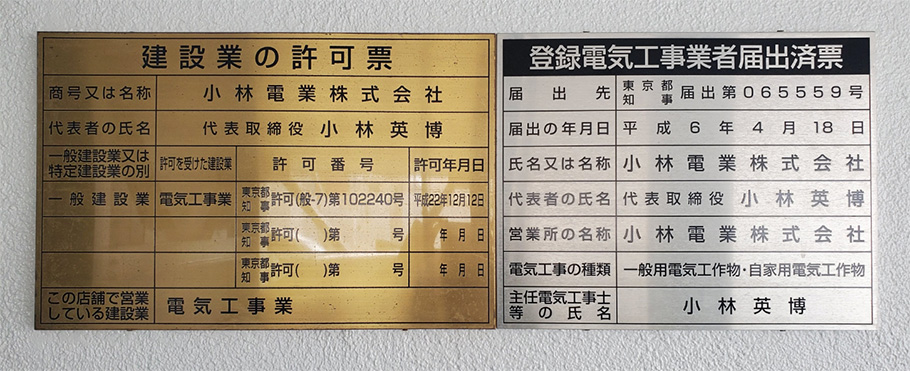 建設業の許可票
商号又は名称 小林電業株式会社
代表者の氏名 代表取締役 小林英博
一般建設業又は特定建設業の別 許可を受けた建設業 許可番号 許可年月日
一般建設業 電気工事業 東京都知事 許可(般-7)第102240号 平成22年12月12日
東京都知事 許可( )第 号 年 月 日
東京都知事 許可( )第 号 年 月 日
この店舗で営業している建設業 電気工事業
登録電気工事業者届出済票
届出先 東京都知事 届出第065559号
届出の年月日 平成6年4月18日
氏名又は名称 小林電業株式会社
代表者の氏名 代表取締役 小林英博
営業所の名称 小林電業株式会社
電気工事の種類 一般用電気工作物・自家用電気工作物
主任電気工事士等の氏名 小林英博